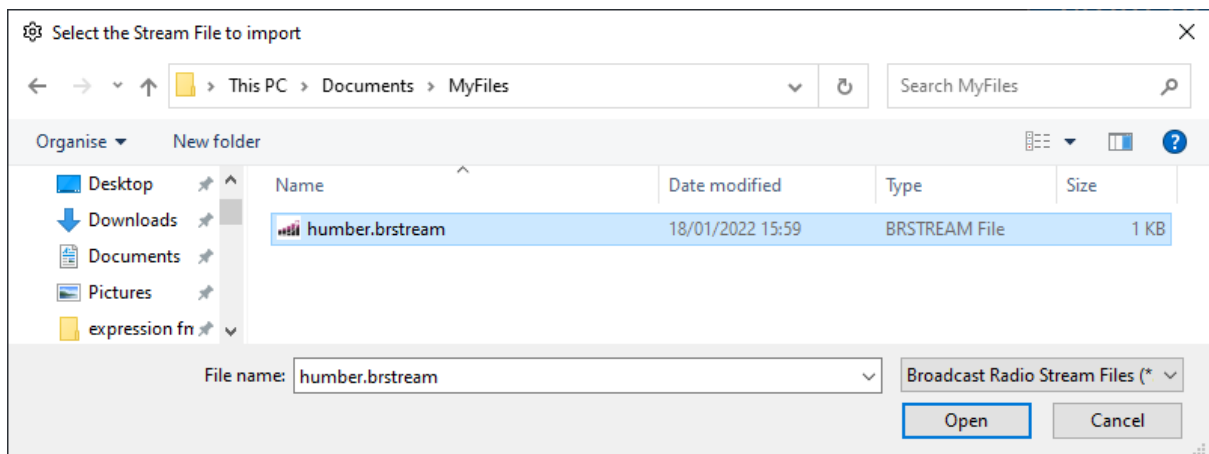 Select the Stream File to import
This PC > Documents > MyFiles
Search MyFiles
Organise
New folder
?
Name
Date modified
Type
Size
Desktop
Downloads
Documents
Pictures
expression fm
humber.brstream
18/01/2022 15:59
BRSTREAM File
1 KB
File name:
humber.brstream
Broadcast Radio Stream Files (*
Open
Cancel